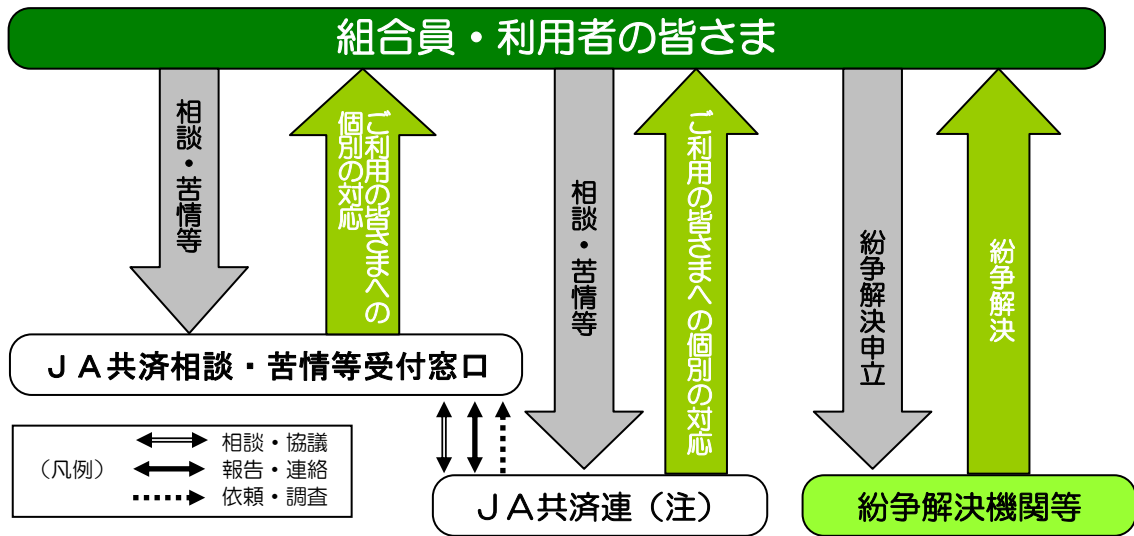 組合員・利用者の皆さま
相談・苦情等
ご利用の皆さまへの
個別の対応
相談・苦情等
ご利用の皆さまへの個別の対応
紛争解決申立
紛争解決
JA共済相談・苦情等受付窓口
(凡例)
相談・協議
報告・連絡
依頼・調査
JA共済連(注)
紛争解決機関等